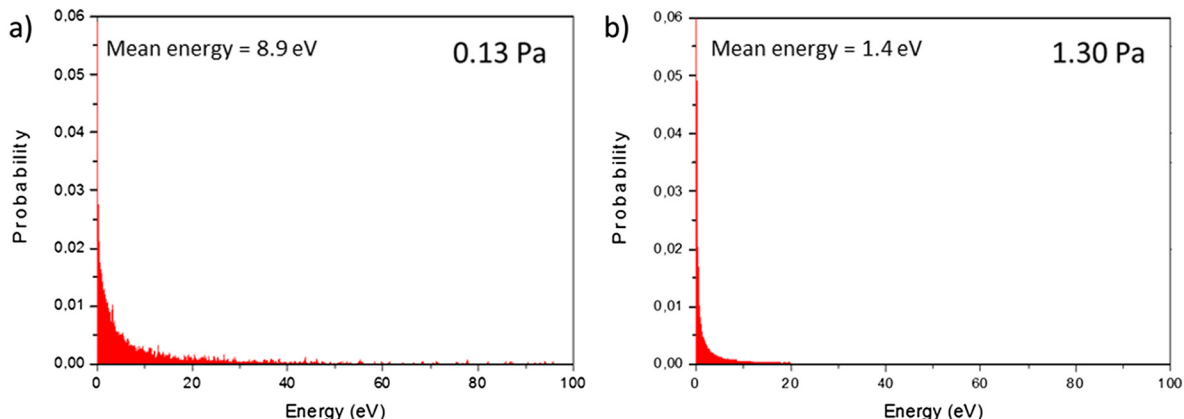 a)
Mean energy = 8.9 eV
0.13 Pa
0.06
0.05
0.04
0.03
0.02
0.01
0.00
Probability
0 20 40 60 80 100
Energy (eV)
b)
Mean energy = 1.4 eV
1.30 Pa
0,06
0,05
0,04
0,03
0,02
0,01
0,00
Probability
0 20 40 60 80 100
Energy (eV)